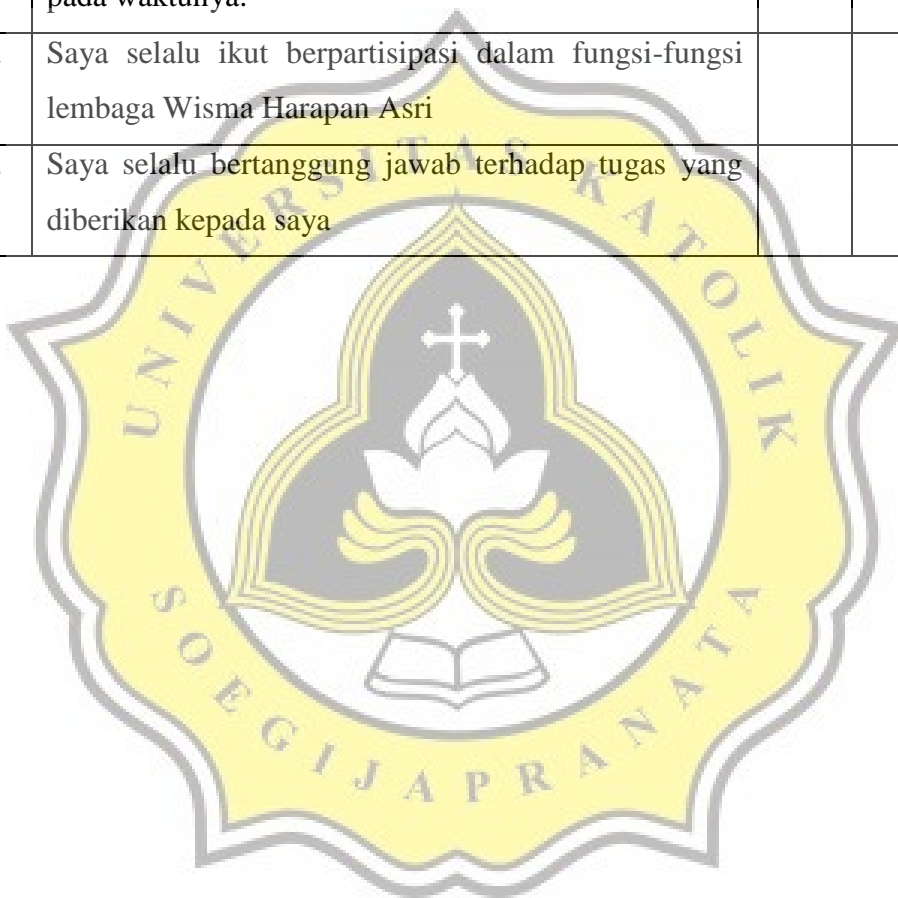 pada waktunya.
Saya selalu ikut berpartisipasi dalam fungsi-fungsi
lembaga Wisma Harapan Asri
Saya selalu bertanggung jawab terhadap tugas yang
diberikan kepada saya
UNIVERSITAS KATOLIK
SOEGIJAPRANATA